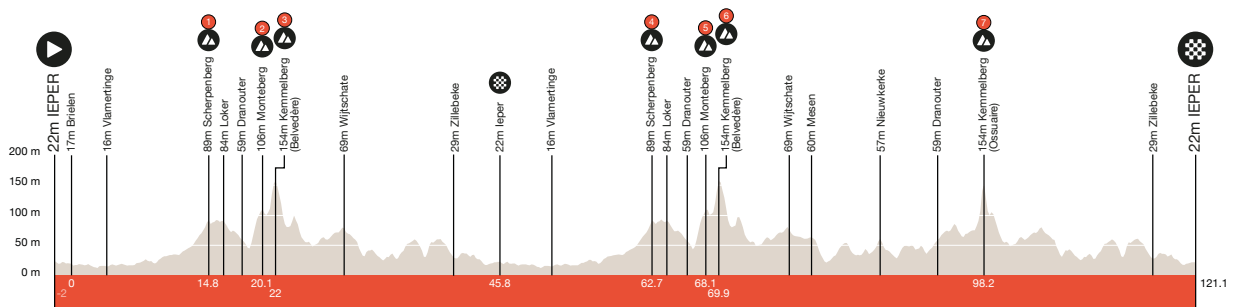 1
2
3
4
5
6
7
22m IEPER
17m Brielen
16m Vlamertinge
89m Scherpenberg
84m Loker
59m Dranouter
106m Monteberg
154m Kemmelberg
(Belvedère)
69m Wijtschate
29m Zillebeke
22m Ieper
16m Vlamertinge
89m Scherpenberg
84m Loker
59m Dranouter
106m Monteberg
154m Kemmelberg
(Belvédère)
69m Wijtschate
60m Mesen
57m Nieuwkerke
59m Dranouter
154m Kemmelberg
(Ossuaire)
29m Zillebeke
22m IEPER
200 m
150 m
100 m
50 m
0 m
-2
0
14.8
20.1
22
45.8
62.7
68.1
69.9
98.2
121.1